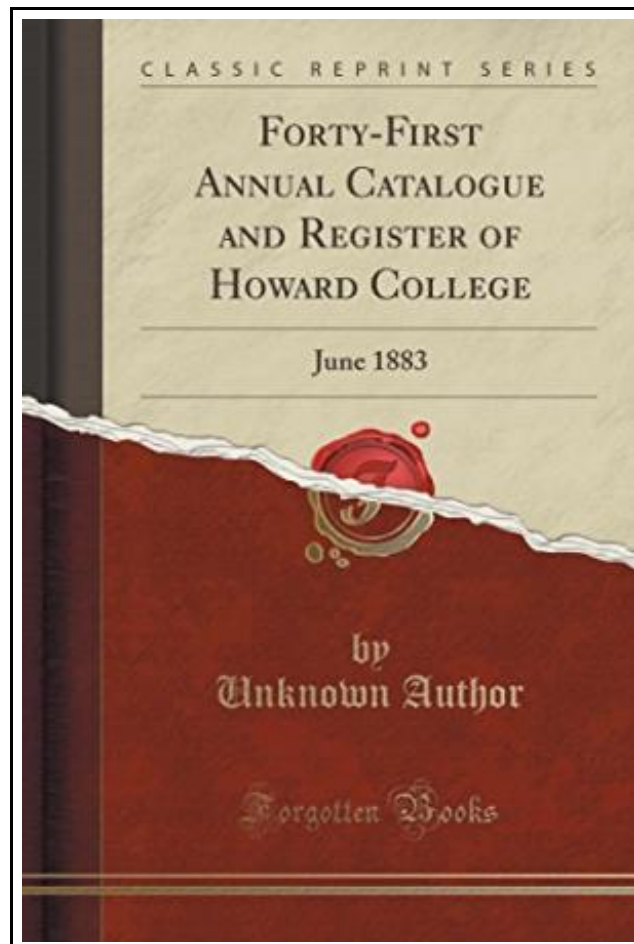 CLASSIC REPRINT SERIES
FORTY-FIRST
ANNUAL CATALOGUE
AND REGISTER OF
HOWARD COLLEGE
June 1883
F
by
Unknown Author
Forgotten Books